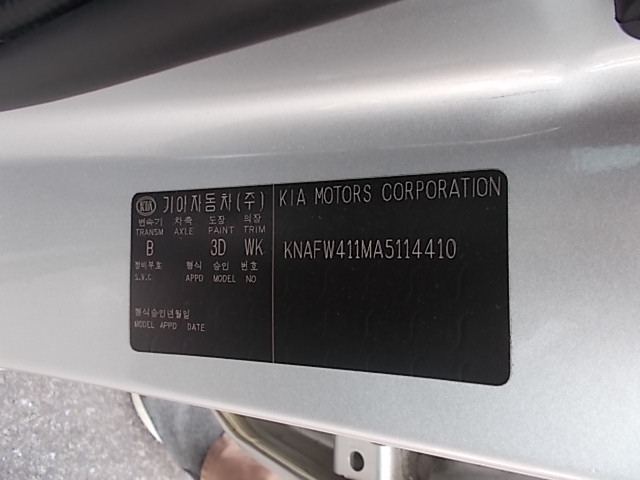 KIA 기아자동차(주)
변속기 차축 도장 의장
TRANSM AXLE PAINT TRIM
B 3D WK
정비부호 형식 승인 번호
S.V.C APPD MODEL NO
형식승인년월일
MODEL APPD DATE
KIA MOTORS CORPORATION
KNAFW411MA5114410